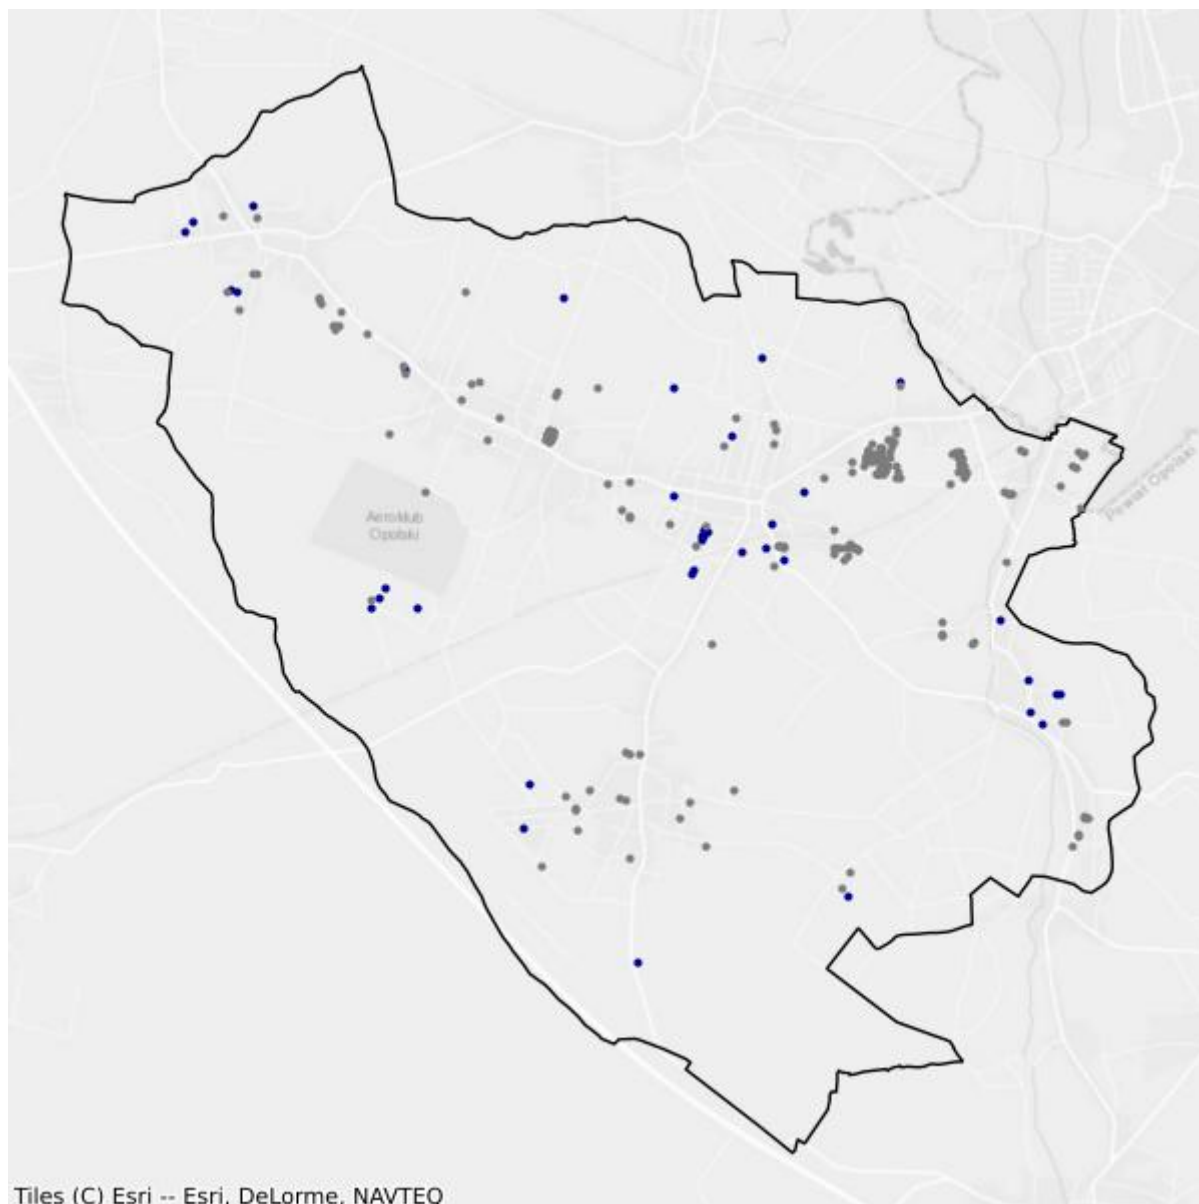 Aeroklub
Opolski
Powiat Opolski
Tiles (C) Esri -- Esri, DeLorme, NAVTEQ